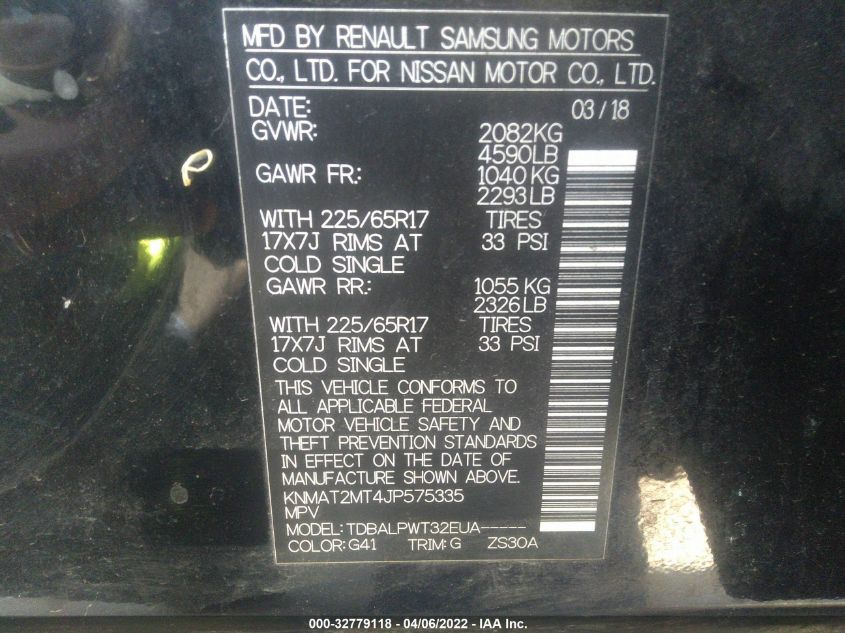 MFD BY RENAULT SAMSUNG MOTORS
CO., LTD. FOR NISSAN MOTOR CO., LTD.
DATE: 03/18
GVWR: 2082KG
4590LB
GAWR FR: 1040 KG
2293 LB
WITH 225/65R17 TIRES
17X7J RIMS AT 33 PSI
COLD SINGLE
GAWR RR: 1055 KG
2326 LB
WITH 225/65R17 TIRES
17X7J RIMS AT 33 PSI
COLD SINGLE
THIS VEHICLE CONFORMS TO
ALL APPLICABLE FEDERAL
MOTOR VEHICLE SAFETY AND
THEFT PREVENTION STANDARDS
IN EFFECT ON THE DATE OF
MANUFACTURE SHOWN ABOVE.
KNMAT2MT4JP575335
MPV
MODEL: TDBALPWT32EUA-----
COLOR: G41 TRIM: G ZS30A
000-32779118 - 04/06/2022 - IAA Inc.